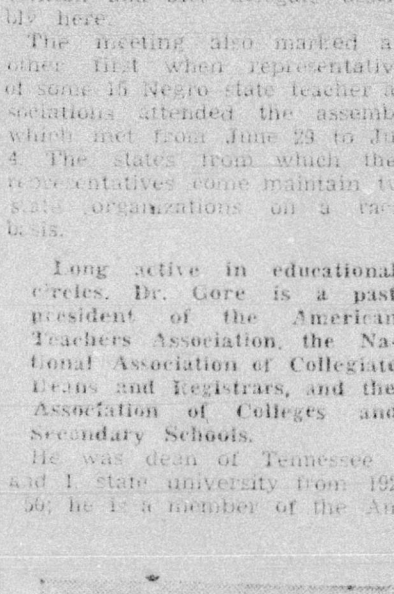 bly here.
The meeting also marked a
other first when representativ
of some 15 Negro state teacher a
sociations attended the assemb
which met from June 29 to Ju
4. The states from which the
representatives come maintain tw
state organizations on a rac
basis.
Long active in educational
circles, Dr. Gore is a past
president of the American
Teachers Association, the Na-
tional Association of Collegiate
Deans and Registrars, and the
Association of Colleges and
Secondary Schools.
He was dean of Tennessee
and I. state university from 192
'50; he is a member of the Am